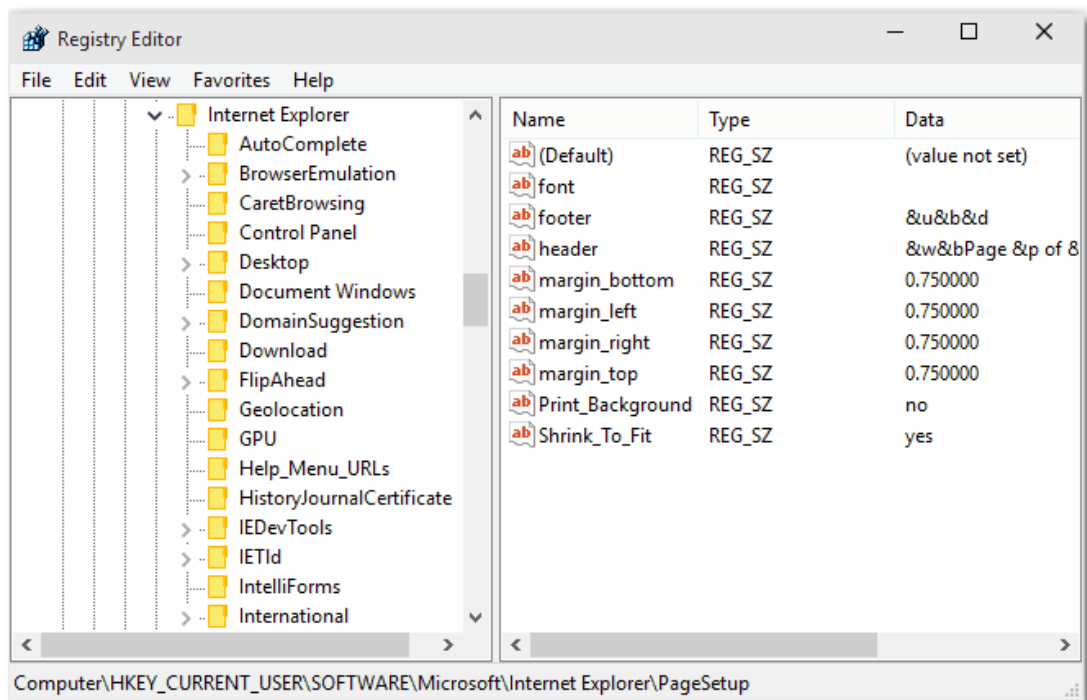 Registry Editor
File Edit View Favorites Help
Internet Explorer
AutoComplete
BrowserEmulation
CaretBrowsing
Control Panel
Desktop
Document Windows
DomainSuggestion
Download
FlipAhead
Geolocation
GPU
Help_Menu_URLs
HistoryJournalCertificate
IEDevTools
IETId
IntelliForms
International
Name Type Data
(Default) REG_SZ (value not set)
font REG_SZ
footer REG_SZ &u&b&d
header REG_SZ &w&bPage &p of &
margin_bottom REG_SZ 0.750000
margin_left REG_SZ 0.750000
margin_right REG_SZ 0.750000
margin_top REG_SZ 0.750000
Print_Background REG_SZ no
Shrink_To_Fit REG_SZ yes
Computer\HKEY_CURRENT_USER\SOFTWARE\Microsoft\Internet Explorer\PageSetup